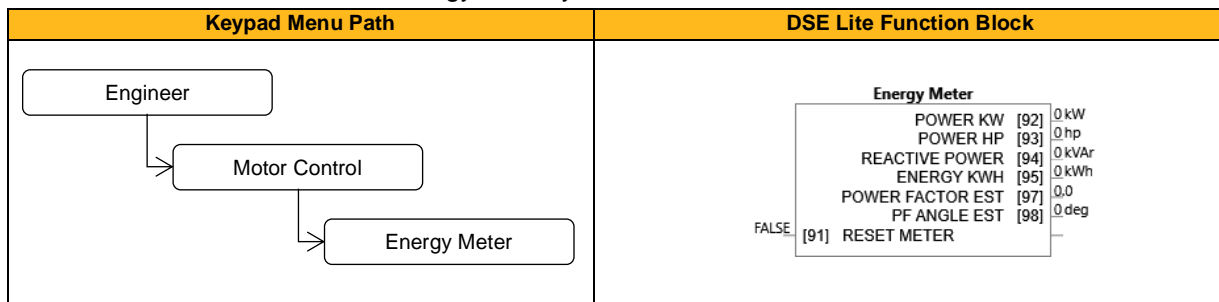 Keypad Menu Path
DSE Lite Function Block
Engineer
Motor Control
Energy Meter
Energy Meter
POWER KW [92] 0 kW
POWER HP [93] 0 hp
REACTIVE POWER [94] 0 kVAr
ENERGY KWH [95] 0 kWh
POWER FACTOR EST [97] 0,0
PF ANGLE EST [98] 0 deg
FALSE [91] RESET METER